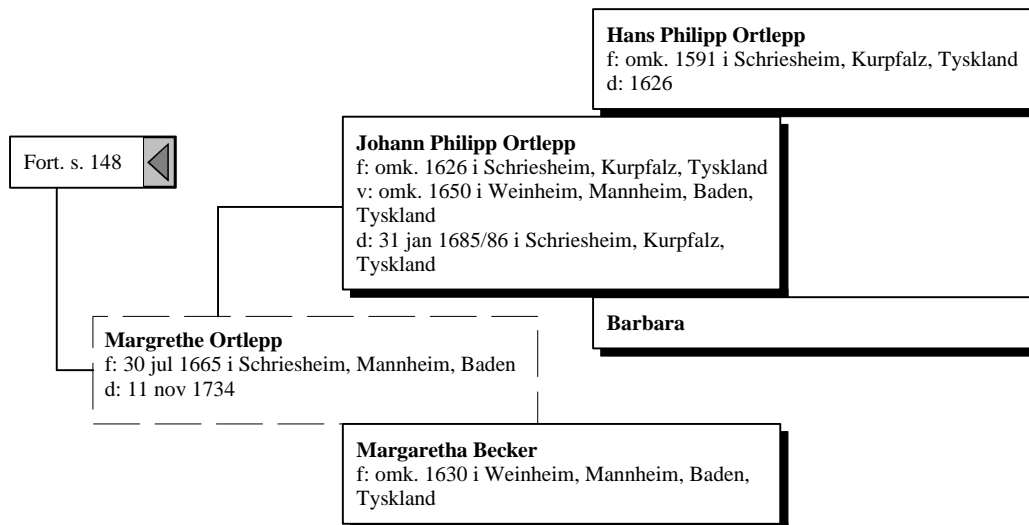 Hans Philipp Ortlepp
f: omk. 1591 i Schriesheim, Kurpfalz, Tyskland
d: 1626
Fort. s. 148
Johann Philipp Ortlepp
f: omk. 1626 i Schriesheim, Kurpfalz, Tyskland
v: omk. 1650 i Weinheim, Mannheim, Baden,
Tyskland
d: 31 jan 1685/86 i Schriesheim, Kurpfalz,
Tyskland
Barbara
Margrethe Ortlepp
f: 30 jul 1665 i Schriesheim, Mannheim, Baden
d: 11 nov 1734
Margaretha Becker
f: omk. 1630 i Weinheim, Mannheim, Baden,
Tyskland